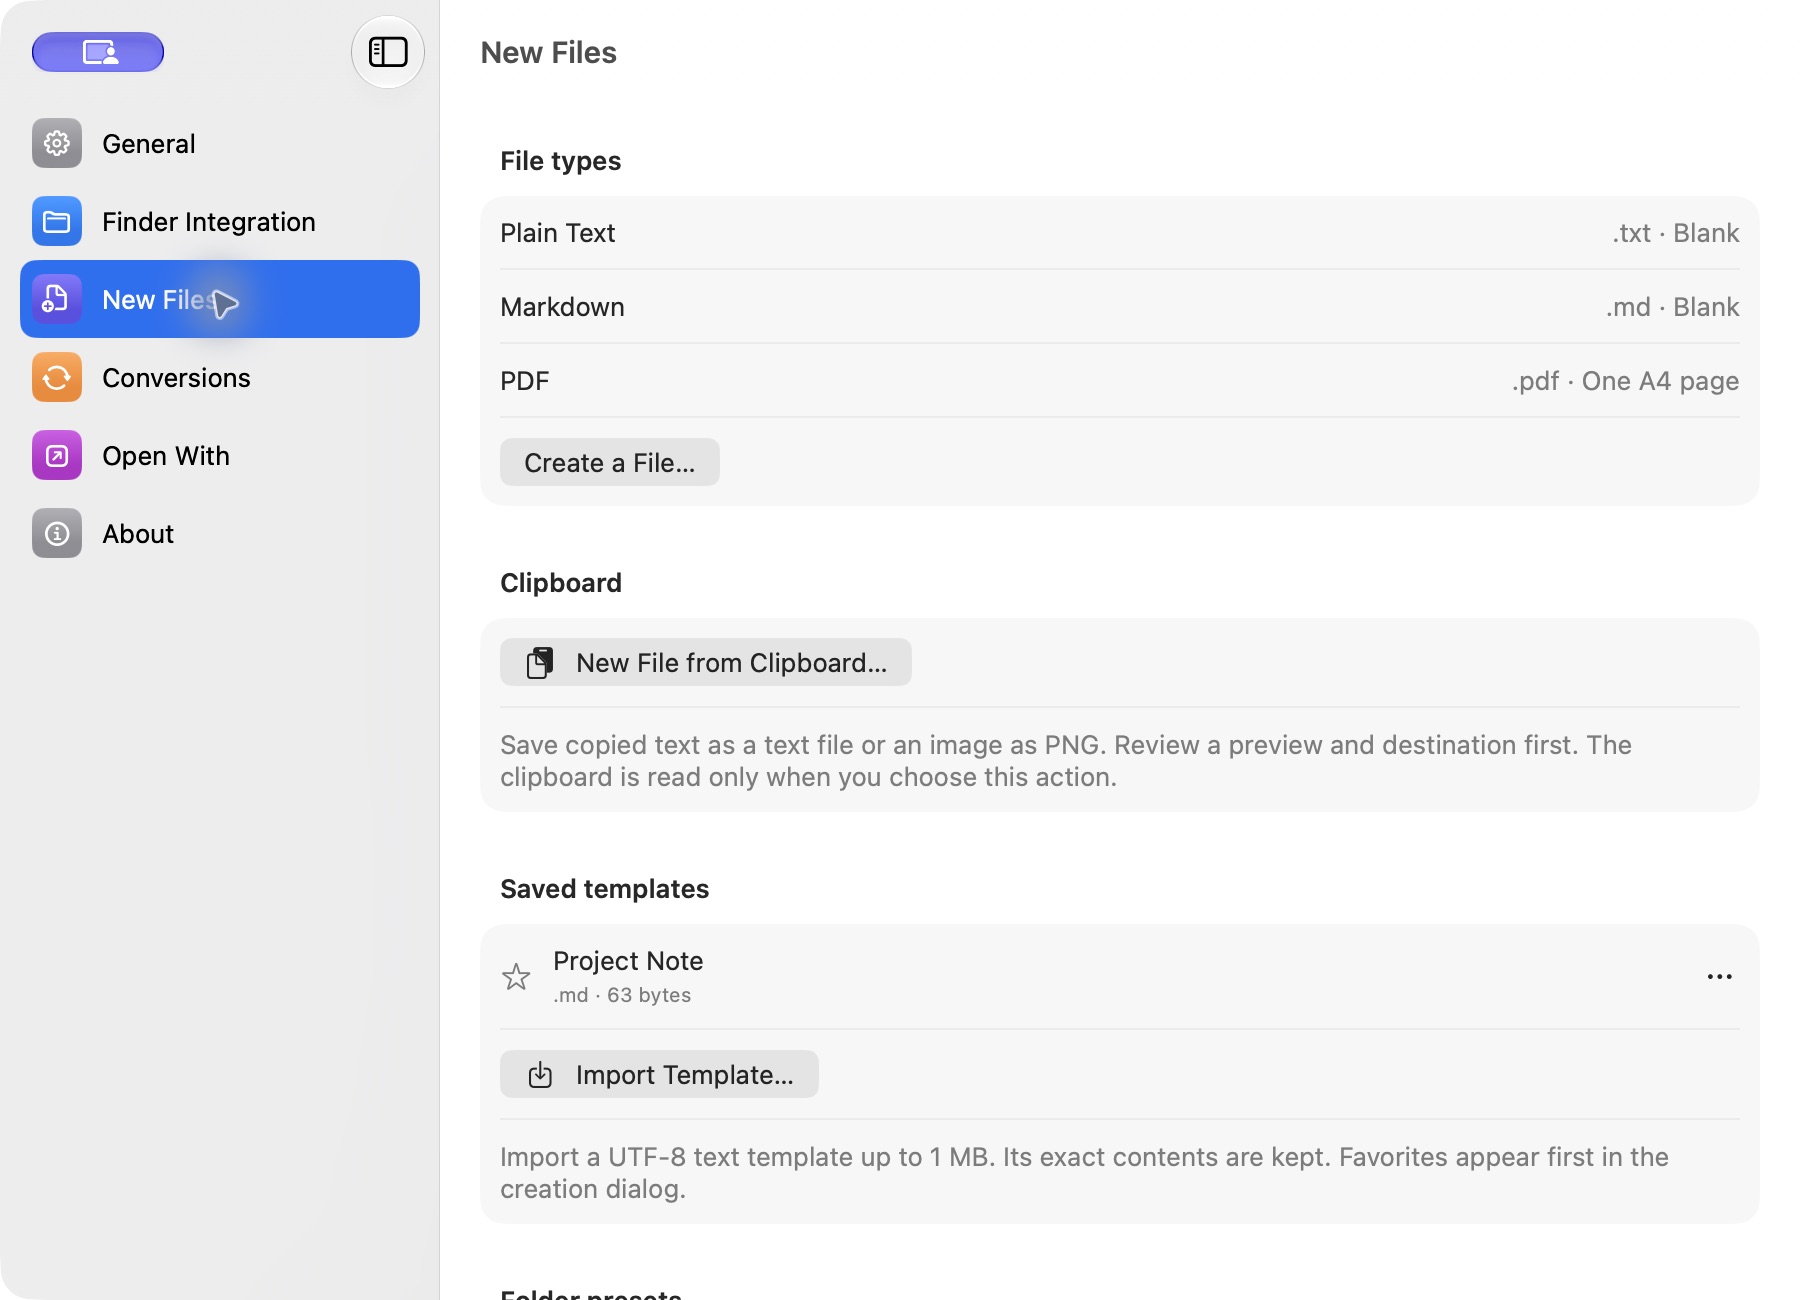 New Files
General
Finder Integration
New Files
Conversions
Open With
About
File types
Plain Text
.txt · Blank
Markdown
.md · Blank
PDF
.pdf · One A4 page
Create a File...
Clipboard
New File from Clipboard...
Save copied text as a text file or an image as PNG. Review a preview and destination first. The
clipboard is read only when you choose this action.
Saved templates
Project Note
.md · 63 bytes
Import Template...
Import a UTF-8 text template up to 1 MB. Its exact contents are kept. Favorites appear first in the
creation dialog.
Folder presets